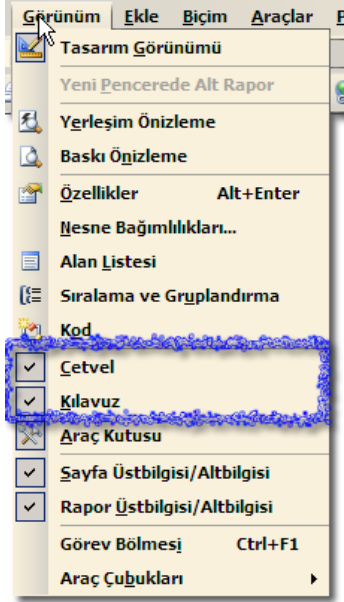 Görünüm Ekle Biçim Araçlar
Tasarım Görünümü
Yeni Pencerede Alt Rapor
Yerleşim Önizleme
Baskı Önizleme
Özellikler Alt+Enter
Nesne Bağımlılıkları...
Alan Listesi
Sıralama ve Gruplandırma
Kod
Cetvel
Kılavuz
Araç Kutusu
Sayfa Üstbilgisi/Altbilgisi
Rapor Üstbilgisi/Altbilgisi
Görev Bölmesi Ctrl+F1
Araç Çubukları